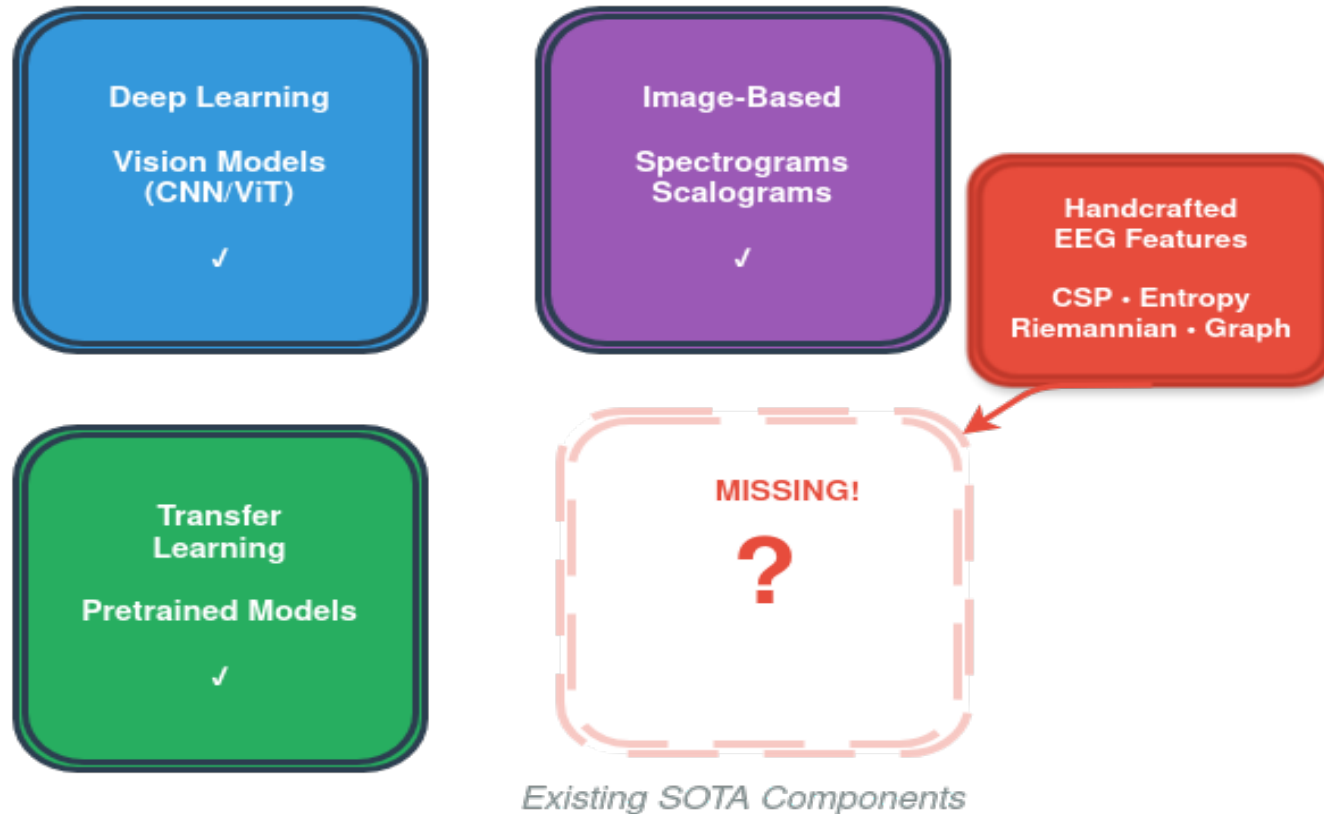 Deep Learning
Vision Models
(CNN/ViT)
✓
Image-Based
Spectrograms
Scalograms
✓
Handcrafted
EEG Features
CSP • Entropy
Riemannian • Graph
Transfer
Learning
Pretrained Models
✓
MISSING!
?
Existing SOTA Components